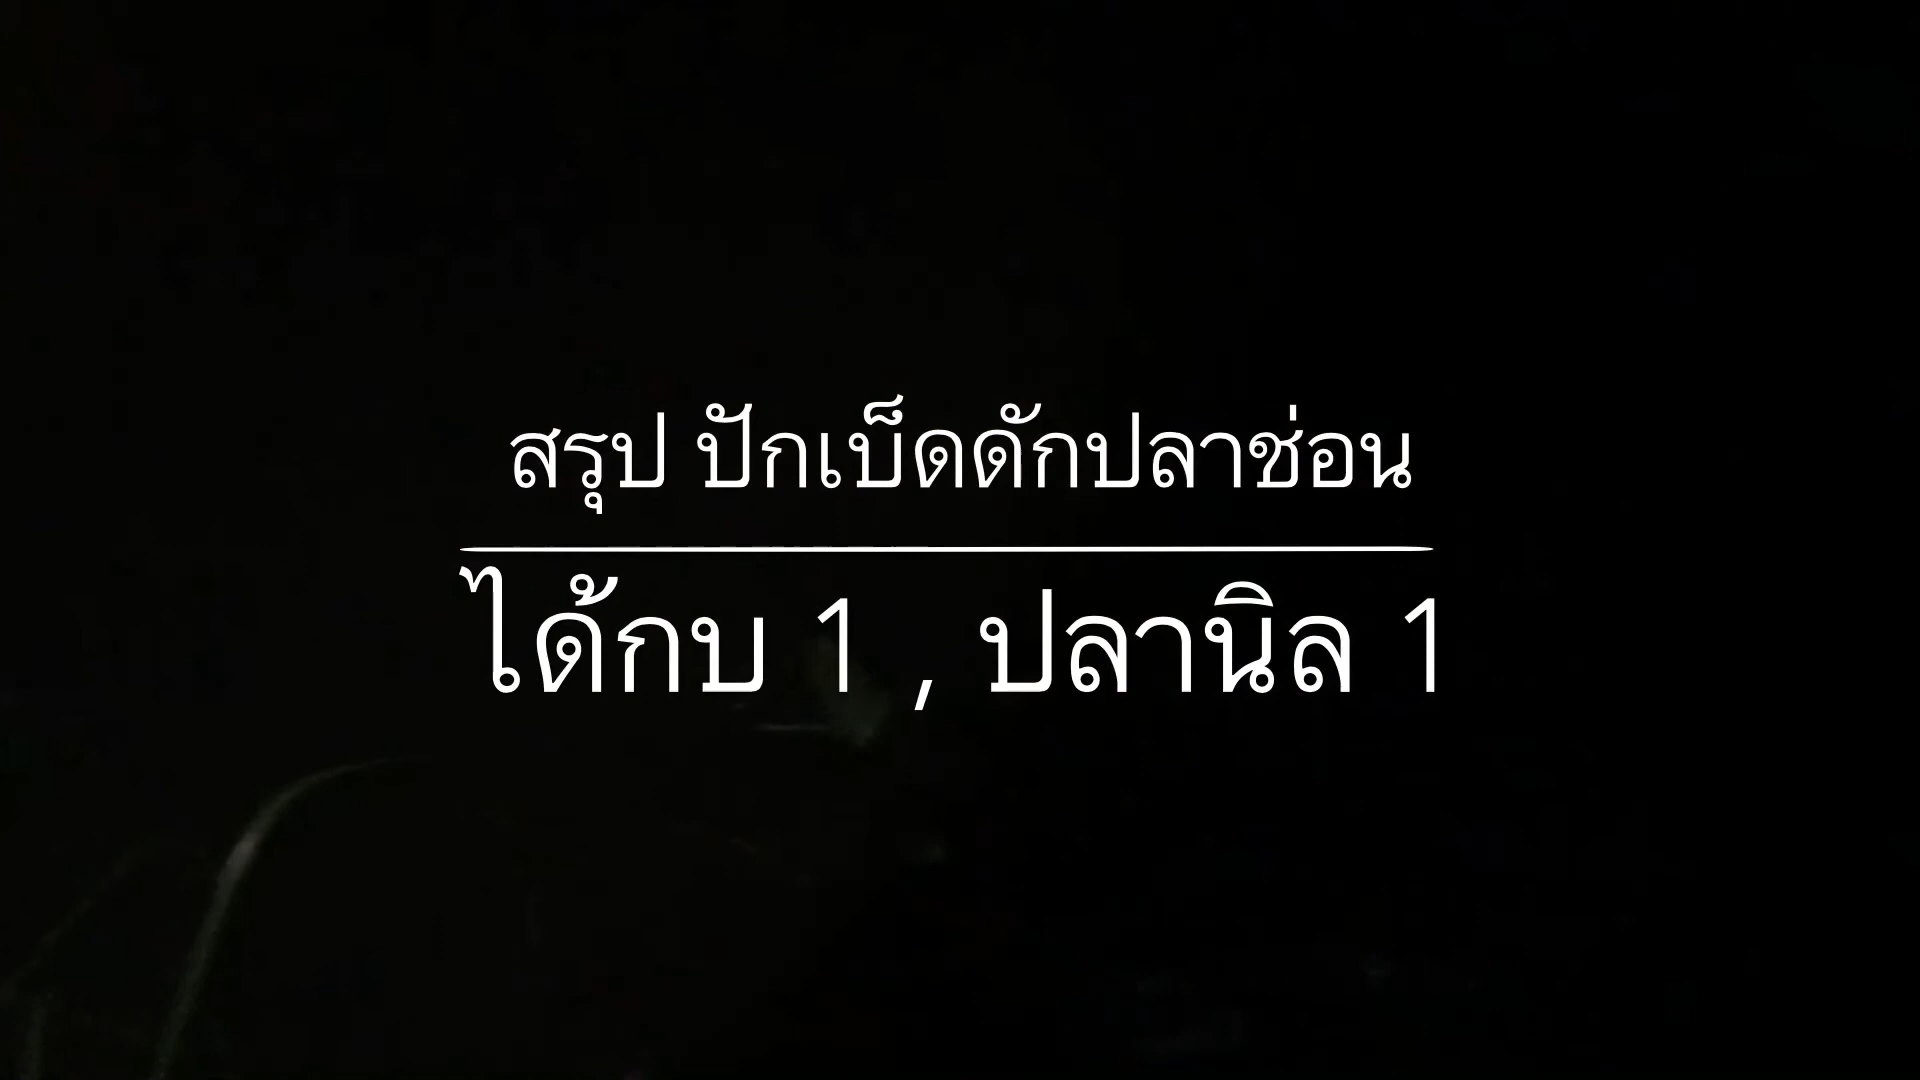 สรุป ปักเบ็ดดักปลาช่อน
ได้กบ 1 , ปลานิล 1